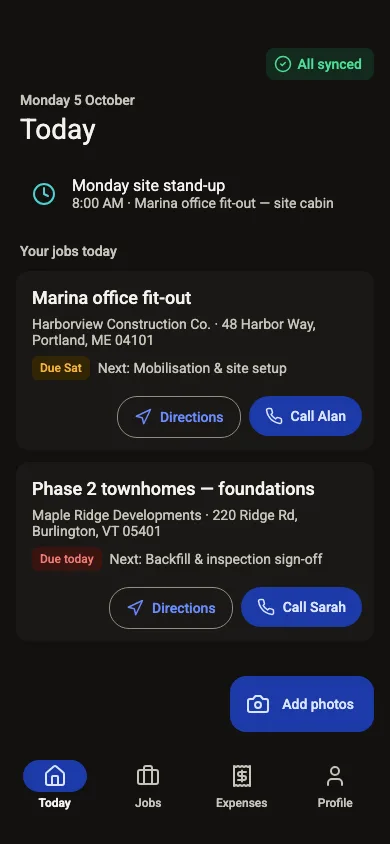 All synced
Monday 5 October
Today
Monday site stand-up
8:00 AM · Marina office fit-out — site cabin
Your jobs today
Marina office fit-out
Harborview Construction Co. · 48 Harbor Way,
Portland, ME 04101
Due Sat Next: Mobilisation & site setup
Directions Call Alan
Phase 2 townhomes — foundations
Maple Ridge Developments · 220 Ridge Rd,
Burlington, VT 05401
Due today Next: Backfill & inspection sign-off
Directions Call Sarah
Add photos
Today Jobs Expenses Profile